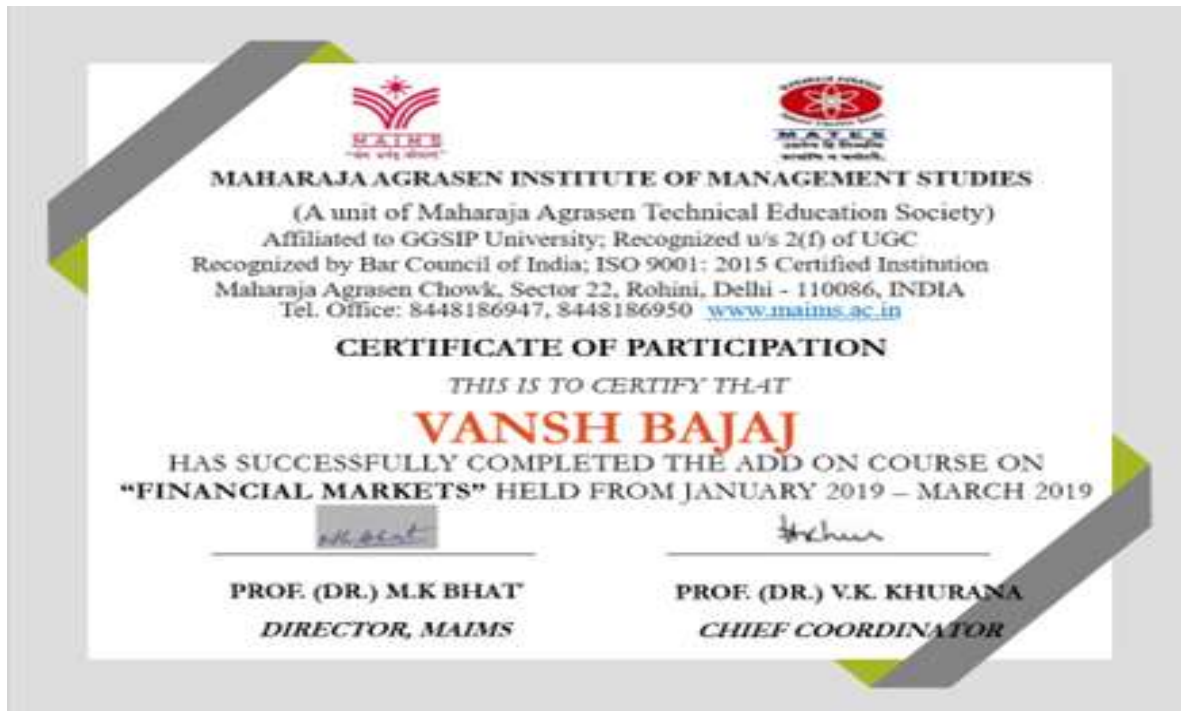 MAIMS
MATES
MAHARAJA AGRASEN INSTITUTE OF MANAGEMENT STUDIES
(A unit of Maharaja Agrasen Technical Education Society)
Affiliated to GGSIP University; Recognized u/s 2(f) of UGC
Recognized by Bar Council of India; ISO 9001: 2015 Certified Institution
Maharaja Agrasen Chowk, Sector 22, Rohini, Delhi - 110086, INDIA
Tel. Office: 8448186947, 8448186950 www.maims.ac.in
CERTIFICATE OF PARTICIPATION
THIS IS TO CERTIFY THAT
VANSH BAJAJ
HAS SUCCESSFULLY COMPLETED THE ADD ON COURSE ON
“FINANCIAL MARKETS” HELD FROM JANUARY 2019 – MARCH 2019
PROF. (DR.) M.K BHAT PROF. (DR.) V.K. KHURANA
DIRECTOR, MAIMS CHIEF COORDINATOR